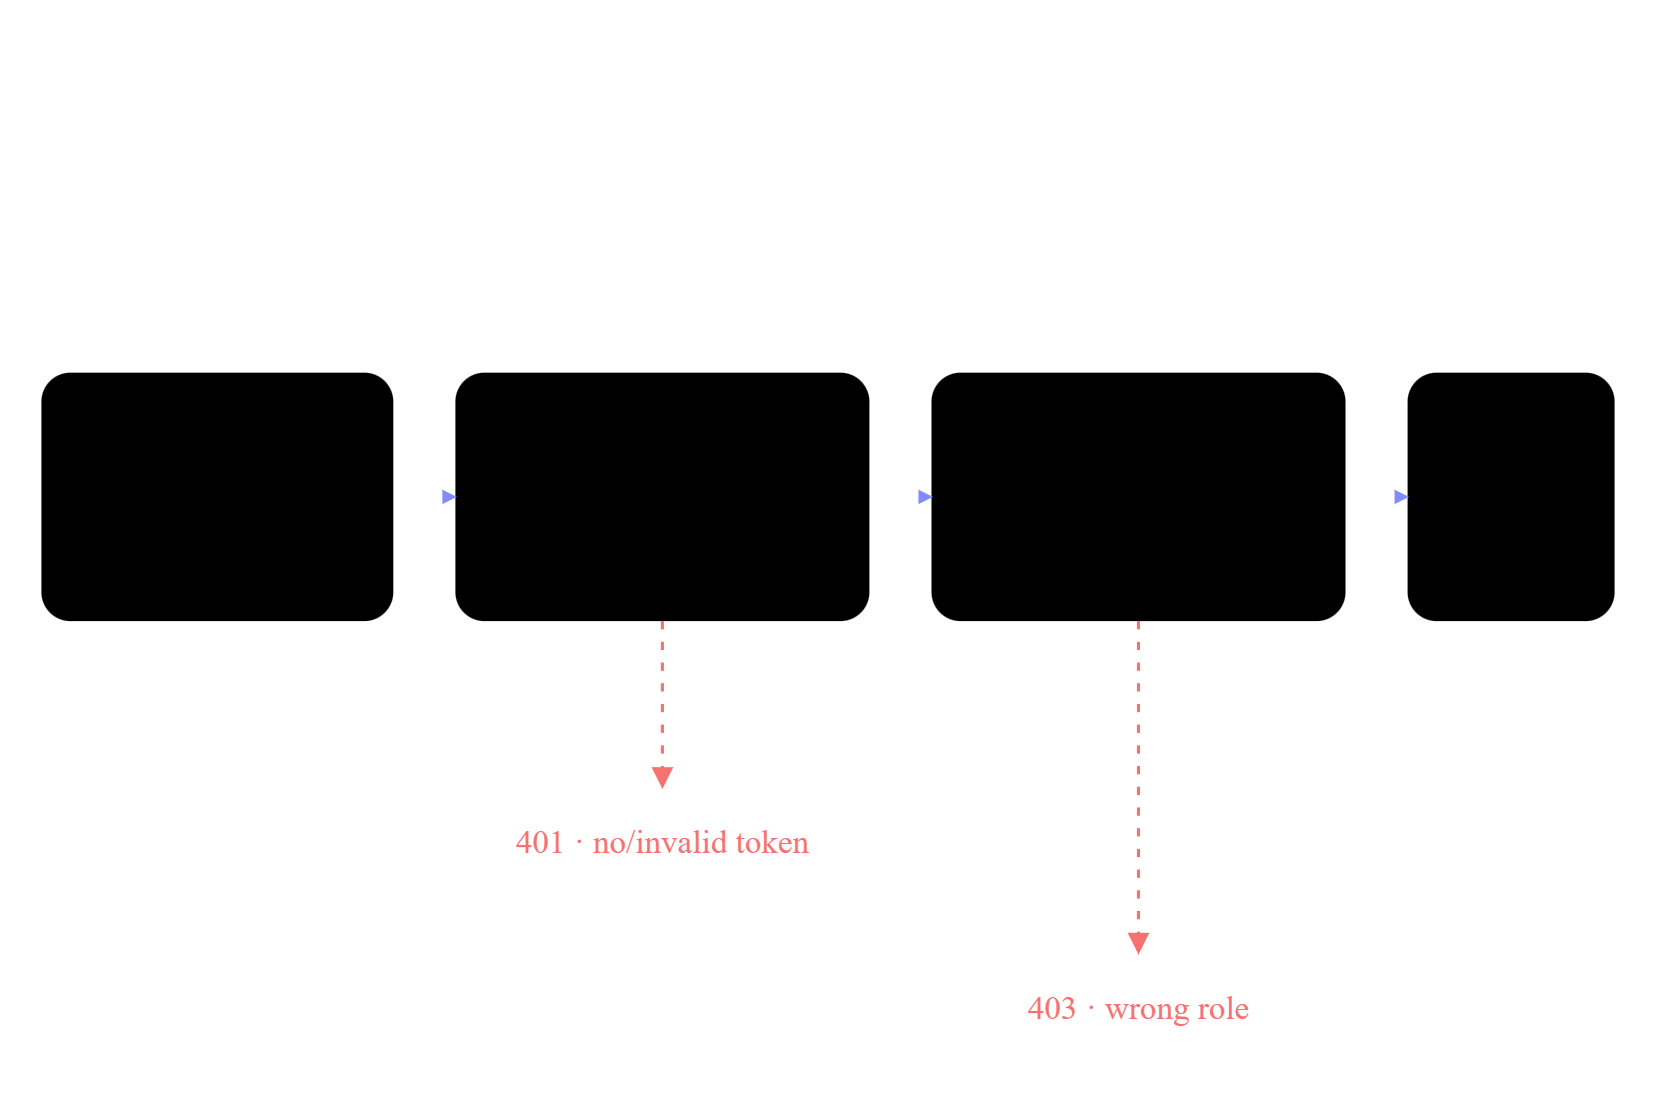 401 · no/invalid token
403 · wrong role